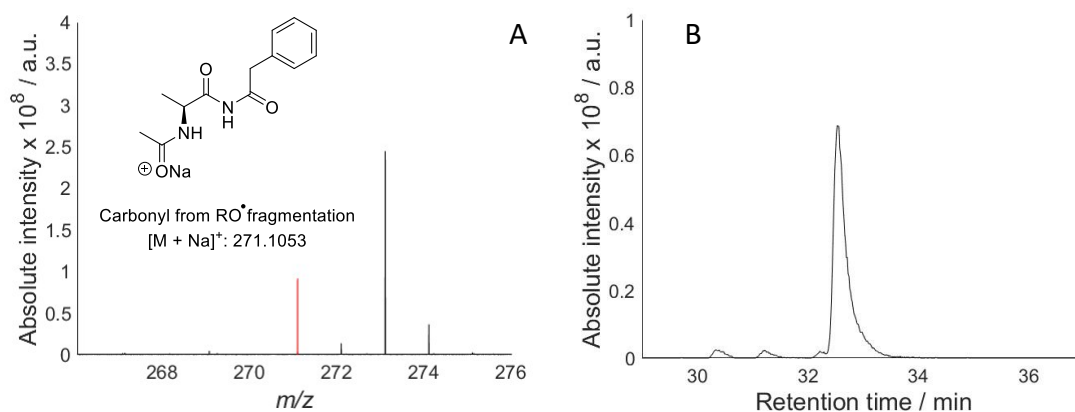 A
Absolute intensity x 10⁸ / a.u.
4
3.5
3
2.5
2
1.5
1
0.5
0
268
270
272
274
276
m/z
O
N
H
O
NH
⊕ONa
Carbonyl from RO• fragmentation
[M + Na]⁺: 271.1053
B
Absolute intensity x 10⁸ / a.u.
1
0.8
0.6
0.4
0.2
0
30
32
34
36
Retention time / min